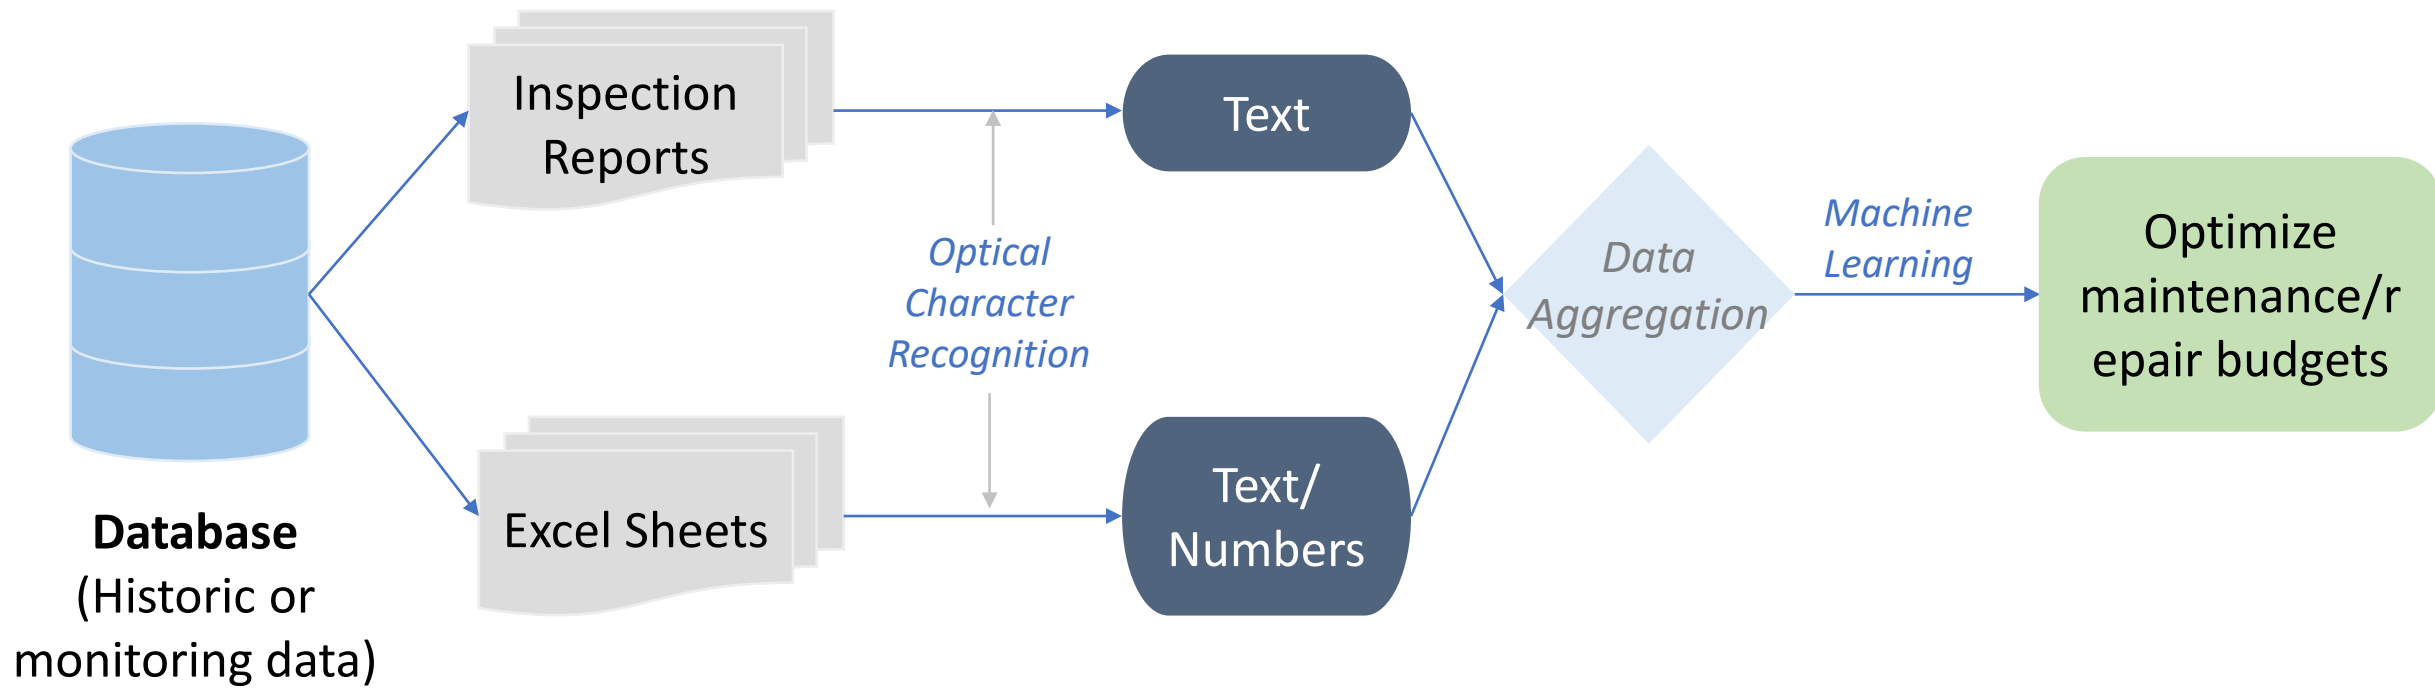 Database
(Historic or
monitoring data)
Inspection
Reports
Excel Sheets
Optical
Character
Recognition
Text
Text/
Numbers
Data
Aggregation
Machine
Learning
Optimize
maintenance/r
epair budgets